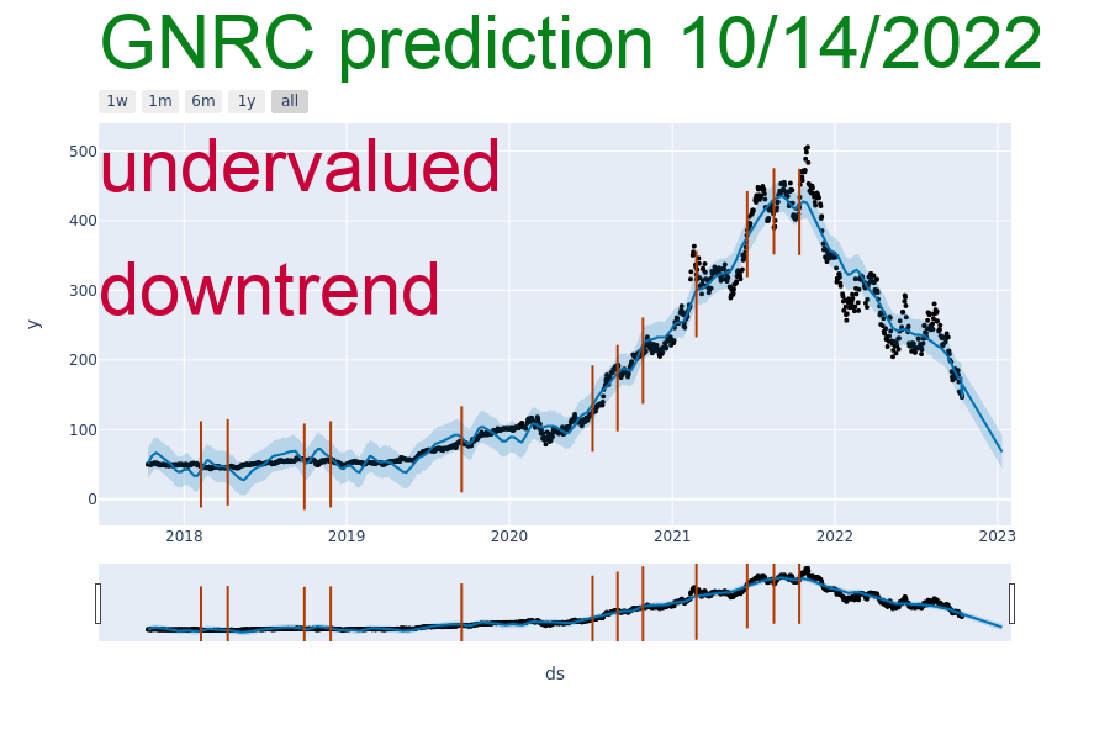 GNRC prediction 10/14/2022
1w 1m 6m 1y all
undervalued
downtrend
500
400
300
200
100
0
y
2018 2019 2020 2021 2022 2023
ds